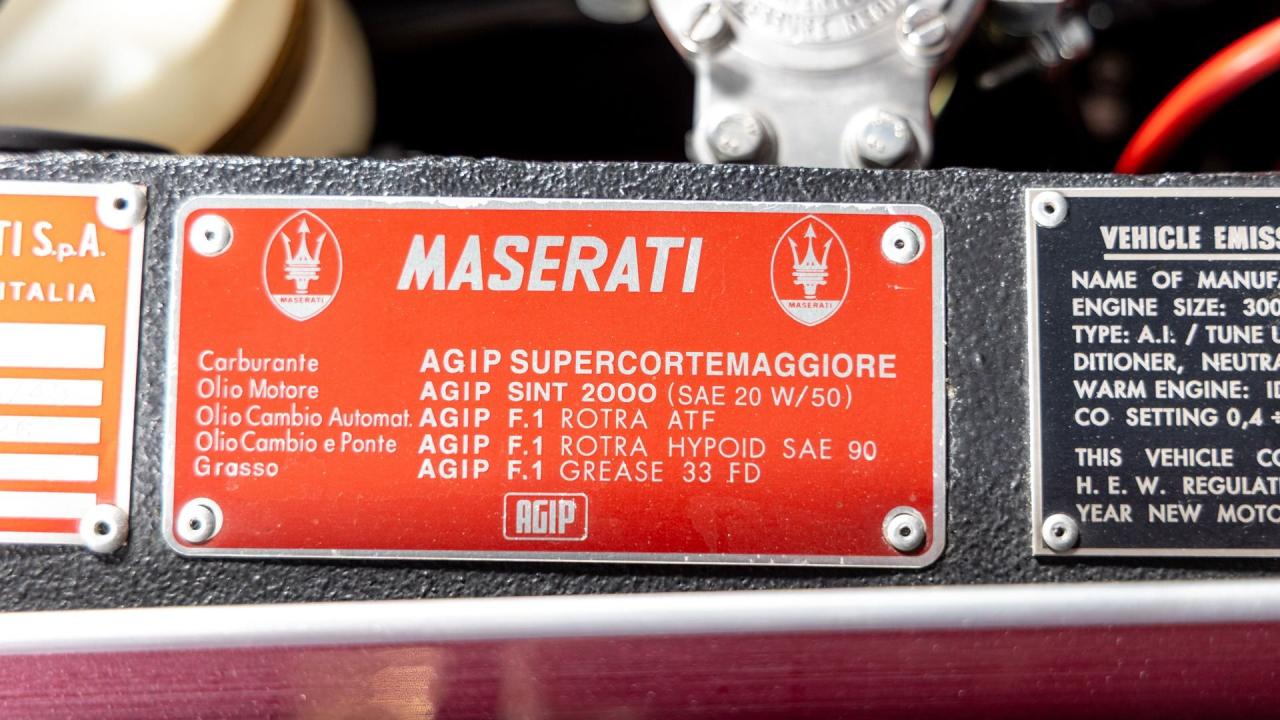 TI S.p.A.
ITALIA
MASERATI
MASERATI
MASERATI
Carburante AGIP SUPERCORTEMAGGIORE
Olio Motore AGIP SINT 2000 (SAE 20 W/50)
Olio Cambio Automat. AGIP F.1 ROTRA ATF
Olio Cambio e Ponte AGIP F.1 ROTRA HYPOID SAE 90
Grasso AGIP F.1 GREASE 33 FD
AGIP
VEHICLE EMISS
NAME OF MANUF
ENGINE SIZE: 300
TYPE: A.I. / TUNE U
DITIONER, NEUTRA
WARM ENGINE:
CO SETTING 0,4
THIS VEHICLE CO
H. E. W. REGULAT
YEAR NEW MOTO